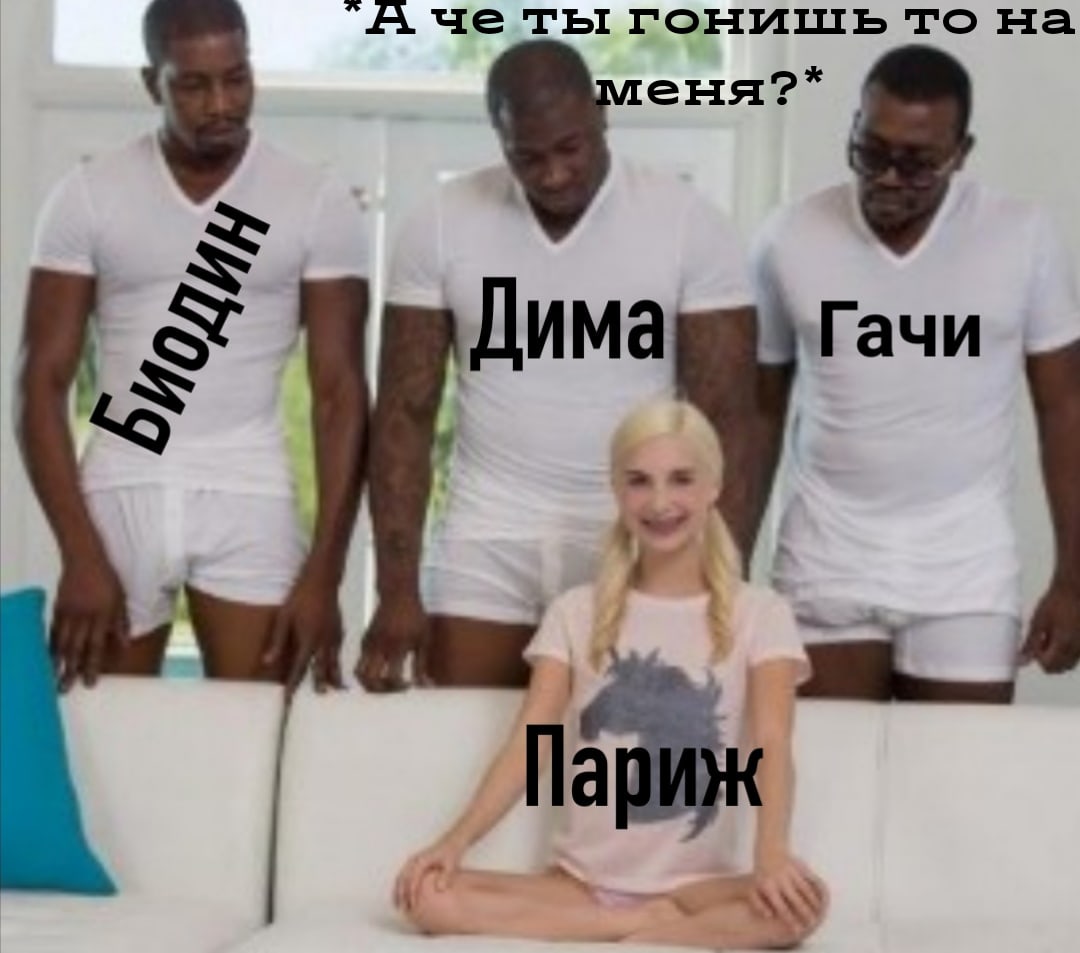 *А че ты гонишь то на
меня?*
Биодин
Дима
Гачи
Париж